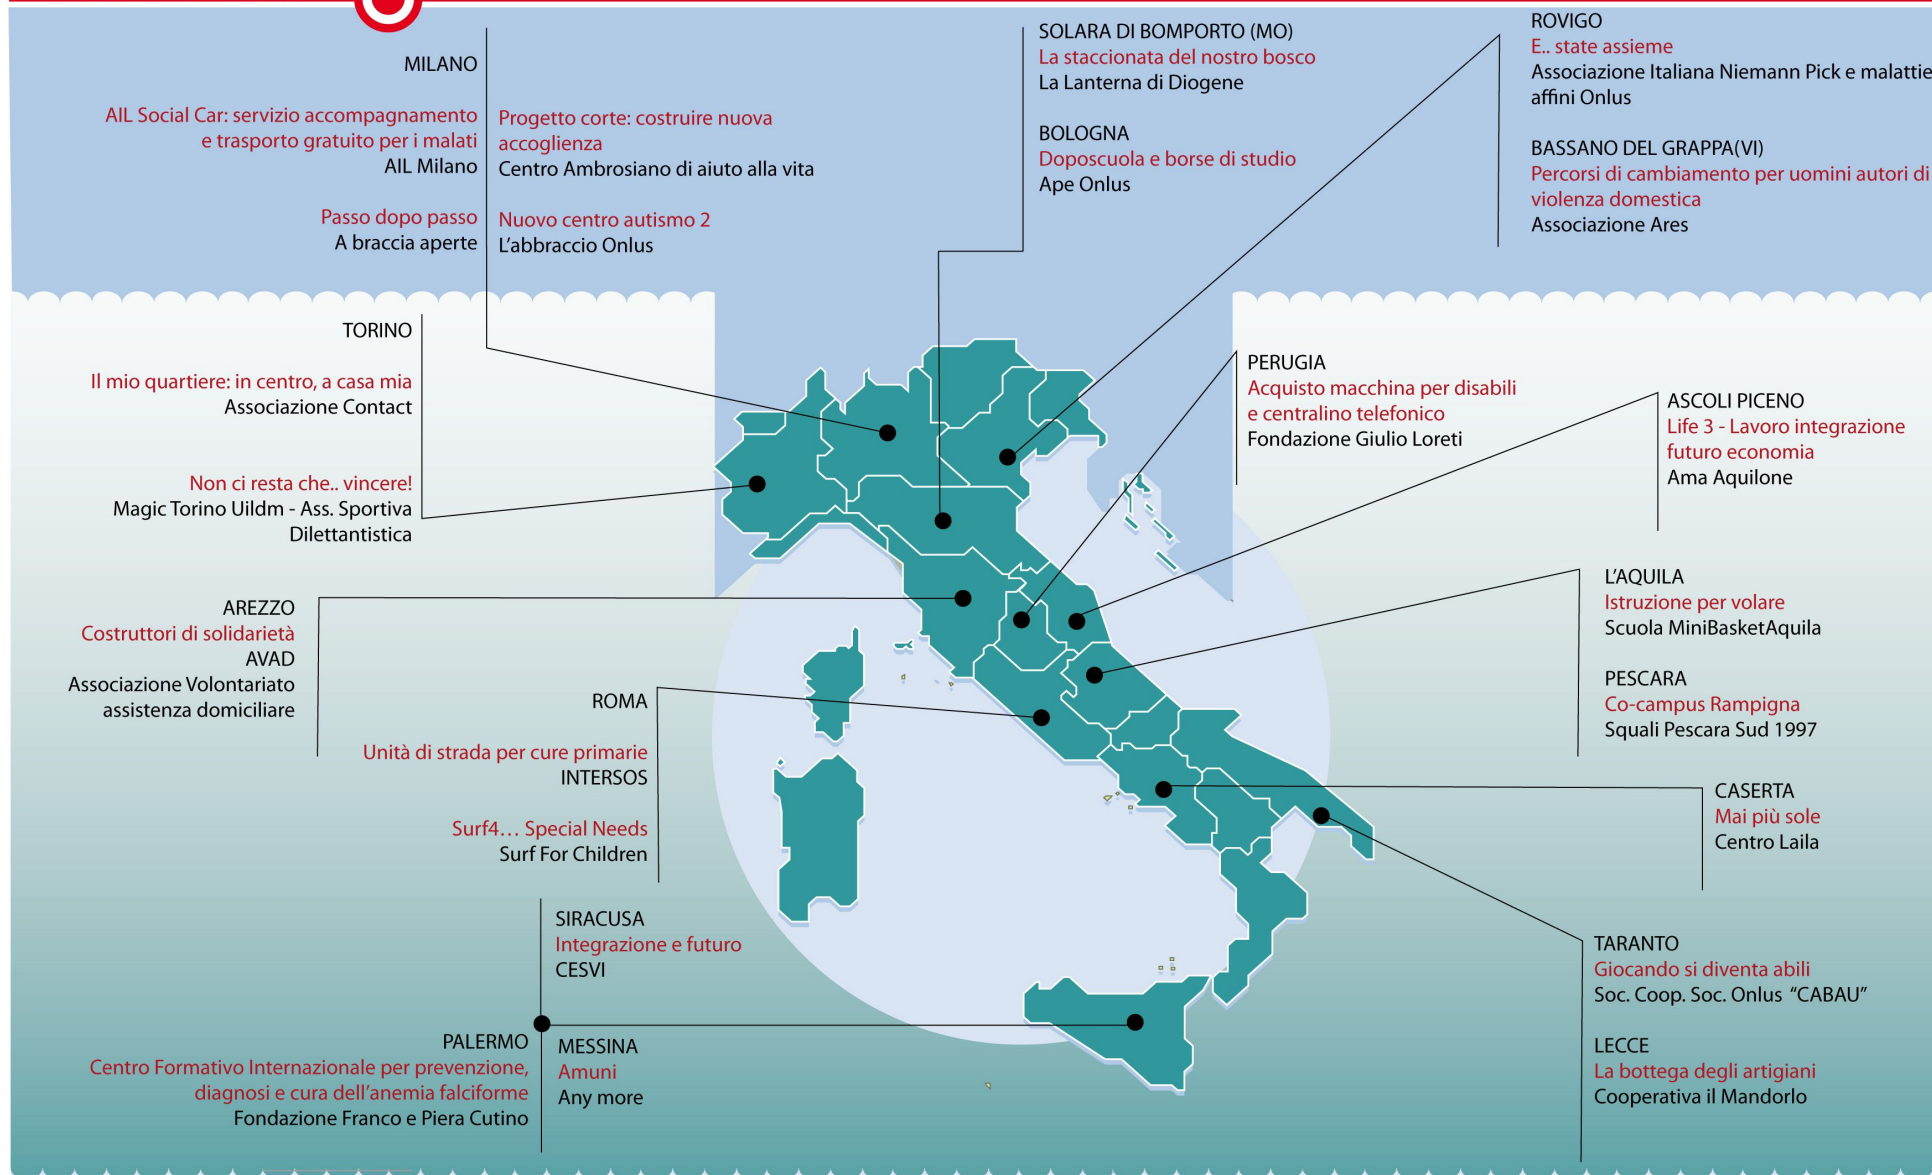 MILANO
AIL Social Car: servizio accompagnamento
e trasporto gratuito per i malati
AIL Milano
Passo dopo passo
A braccia aperte
Progetto corte: costruire nuova
accoglienza
Centro Ambrosiano di aiuto alla vita
Nuovo centro autismo 2
L'abbraccio Onlus
SOLARA DI BOMPORTO (MO)
La staccionata del nostro bosco
La Lanterna di Diogene
BOLOGNA
Doposcuola e borse di studio
Ape Onlus
ROVIGO
E.. state assieme
Associazione Italiana Niemann Pick e malattie
affini Onlus
BASSANO DEL GRAPPA(VI)
Percorsi di cambiamento per uomini autori di
violenza domestica
Associazione Ares
TORINO
Il mio quartiere: in centro, a casa mia
Associazione Contact
Non ci resta che.. vincere!
Magic Torino Uildm - Ass. Sportiva
Dilettantistica
PERUGIA
Acquisto macchina per disabili
e centralino telefonico
Fondazione Giulio Loreti
ASCOLI PICENO
Life 3 - Lavoro integrazione
futuro economia
Ama Aquilone
AREZZO
Costruttori di solidarietà
AVAD
Associazione Volontariato
assistenza domiciliare
L'AQUILA
Istruzione per volare
Scuola MiniBasketAquila
PESCARA
Co-campus Rampigna
Squali Pescara Sud 1997
ROMA
Unità di strada per cure primarie
INTERSOS
Surf4… Special Needs
Surf For Children
CASERTA
Mai più sole
Centro Laila
SIRACUSA
Integrazione e futuro
CESVI
PALERMO
Centro Formativo Internazionale per prevenzione,
diagnosi e cura dell'anemia falciforme
Fondazione Franco e Piera Cutino
MESSINA
Amuni
Any more
TARANTO
Giocando si diventa abili
Soc. Coop. Soc. Onlus "CABAU"
LECCE
La bottega degli artigiani
Cooperativa il Mandorlo